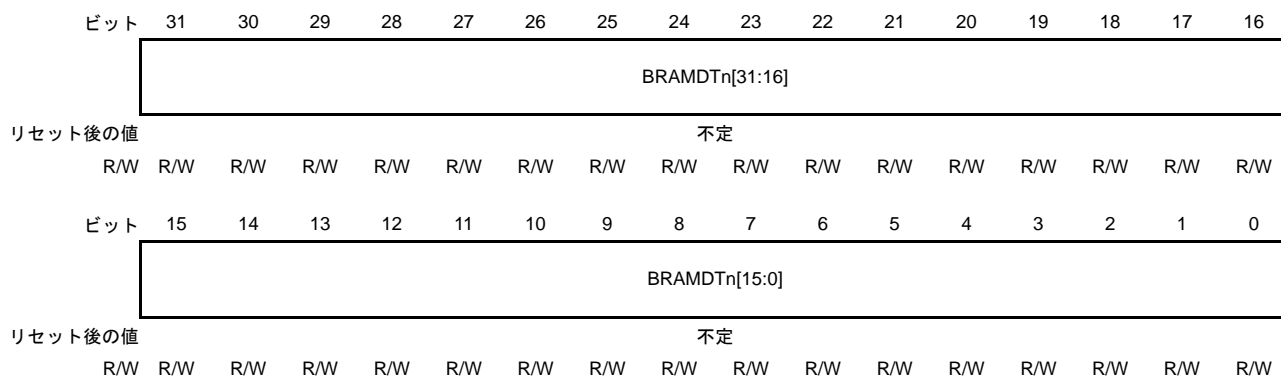 ビット 31 30 29 28 27 26 25 24 23 22 21 20 19 18 17 16
BRAMDTn[31:16]
リセット後の値 不定
R/W R/W R/W R/W R/W R/W R/W R/W R/W R/W R/W R/W R/W R/W R/W R/W R/W
ビット 15 14 13 12 11 10 9 8 7 6 5 4 3 2 1 0
BRAMDTn[15:0]
リセット後の値 不定
R/W R/W R/W R/W R/W R/W R/W R/W R/W R/W R/W R/W R/W R/W R/W R/W R/W